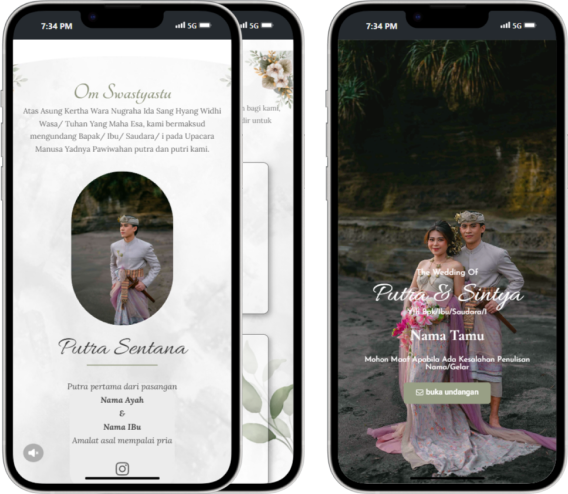 7:34 PM
5G
Om Swastyastu
Atas Asung Kertha Wara Nugraha Ida Sang Hyang Widhi
Wasa/ Tuhan Yang Maha Esa, kami bermaksud
mengundang Bapak/ Ibu/ Saudara/ i pada Upacara
Manusa Yadnya Pawiwahan putra dan putri kami.
Putra Sentana
Putra pertama dari pasangan
Nama Ayah
&
Nama IBu
Amalat asal mempalai pria
5G
bagi kami,
untuk
7:34 PM
5G
The Wedding Of
Putra & Sintya
Bpk/Ibu/Saudara/I
Nama Tamu
Mohon Maaf Apabila Ada Kesalahan Penulisan
Nama/Gelar
buka undangan